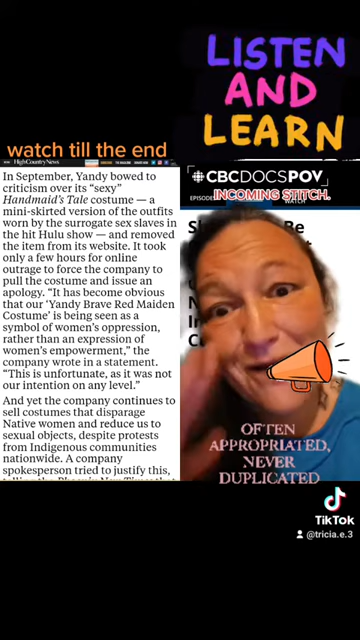 LISTEN
AND
LEARN
watch till the end
High Country News
In September, Yandy bowed to
criticism over its “sexy”
Handmaid’s Tale costume — a
mini-skirted version of the outfits
worn by the surrogate sex slaves in
the hit Hulu show — and removed
the item from its website. It took
only a few hours for online
outrage to force the company to
pull the costume and issue an
apology. “It has become obvious
that our ‘Yandy Brave Red Maiden
Costume’ is being seen as a
symbol of women’s oppression,
rather than an expression of
women’s empowerment,” the
company wrote in a statement.
“This is unfortunate, as it was not
our intention on any level.”
And yet the company continues to
sell costumes that disparage
Native women and reduce us to
sexual objects, despite protests
from Indigenous communities
nationwide. A company
spokesperson tried to justify this,
CBC DOCS POV
EPISODE
WATCH
INCOMING STITCH.
OFTEN
APPROPRIATED,
NEVER
DUPLICATED
TikTok
@tricia.e.3